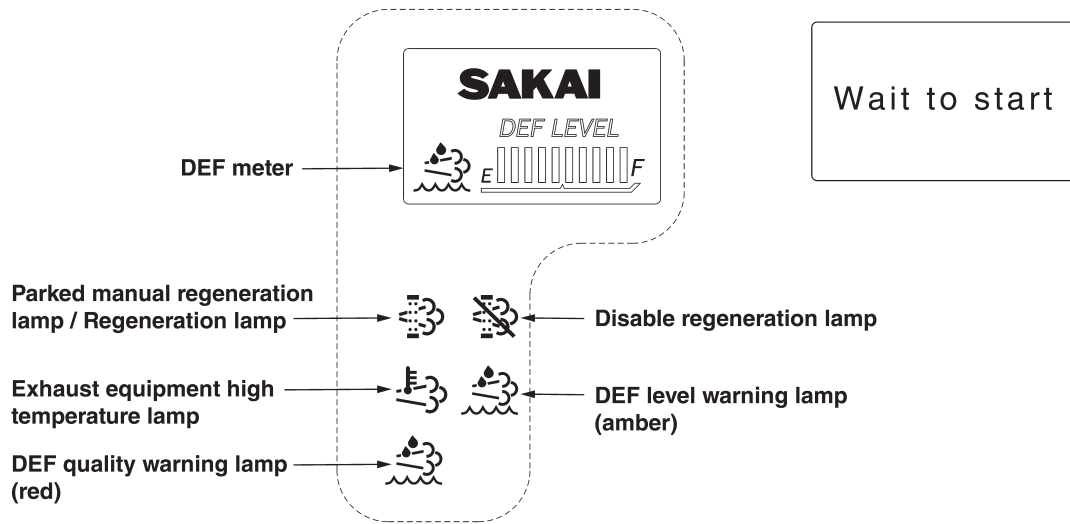 SAKAI
DEF LEVEL
E F
Wait to start
DEF meter
Parked manual regeneration
lamp / Regeneration lamp
Disable regeneration lamp
Exhaust equipment high
temperature lamp
DEF level warning lamp
(amber)
DEF quality warning lamp
(red)